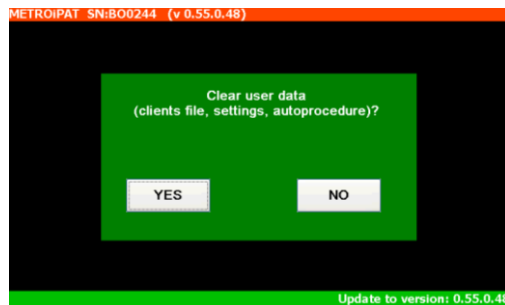 METROiPAT SN:BO0244 (v 0.55.0.48)
Clear user data
(clients file, settings, autoprocedure)?
YES NO
Update to version: 0.55.0.48